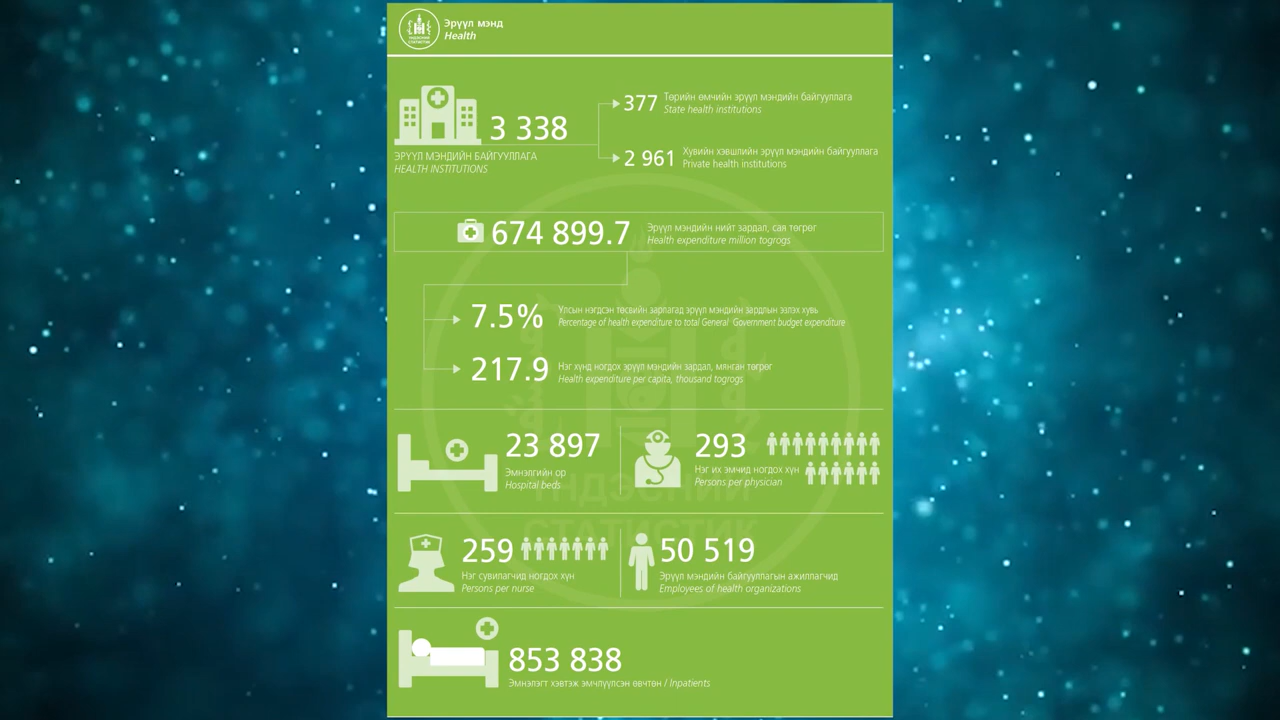 Эрүүл мэнд
Health
ҮНДЭСНИЙ
СТАТИСТИК
3 338
ЭРҮҮЛ МЭНДИЙН БАЙГУУЛЛАГА
HEALTH INSTITUTIONS
377
Төрийн өмчийн эрүүл мэндийн байгууллага
State health institutions
2 961
Хувийн хэвшлийн эрүүл мэндийн байгууллага
Private health institutions
674 899.7
Эрүүл мэндийн нийт зардал, сая төгрөг
Health expenditure million togrogs
7.5%
Улсын нэгдсэн төсвийн зарлагад эрүүл мэндийн зардлын эзлэх хувь
Percentage of health expenditure to total General Government budget expenditure
217.9
Нэг хүнд ногдох эрүүл мэндийн зардал, мянган төгрөг
Health expenditure per capita, thousand togrogs
23 897
Эмнэлгийн ор
Hospital beds
293
Нэг их эмчид ногдох хүн
Persons per physician
ҮНДЭСНИЙ
СТАТИСТИК
259
Нэг сувилагчид ногдох хүн
Persons per nurse
50 519
Эрүүл мэндийн байгууллагын ажиллагчид
Employees of health organizations
853 838
Эмнэлэгт хэвтэж эмчлүүлсэн өвчтөн / Inpatients